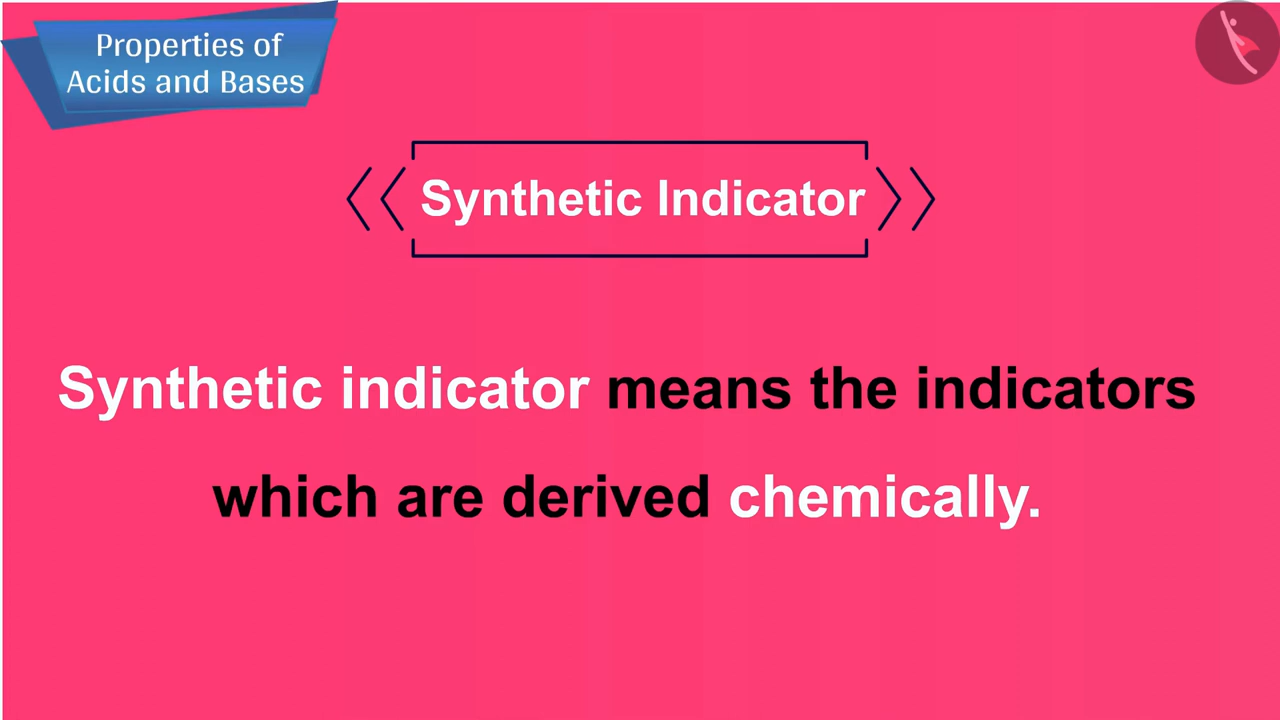 Properties of
Acids and Bases
Synthetic Indicator
Synthetic indicator means the indicators
which are derived chemically.